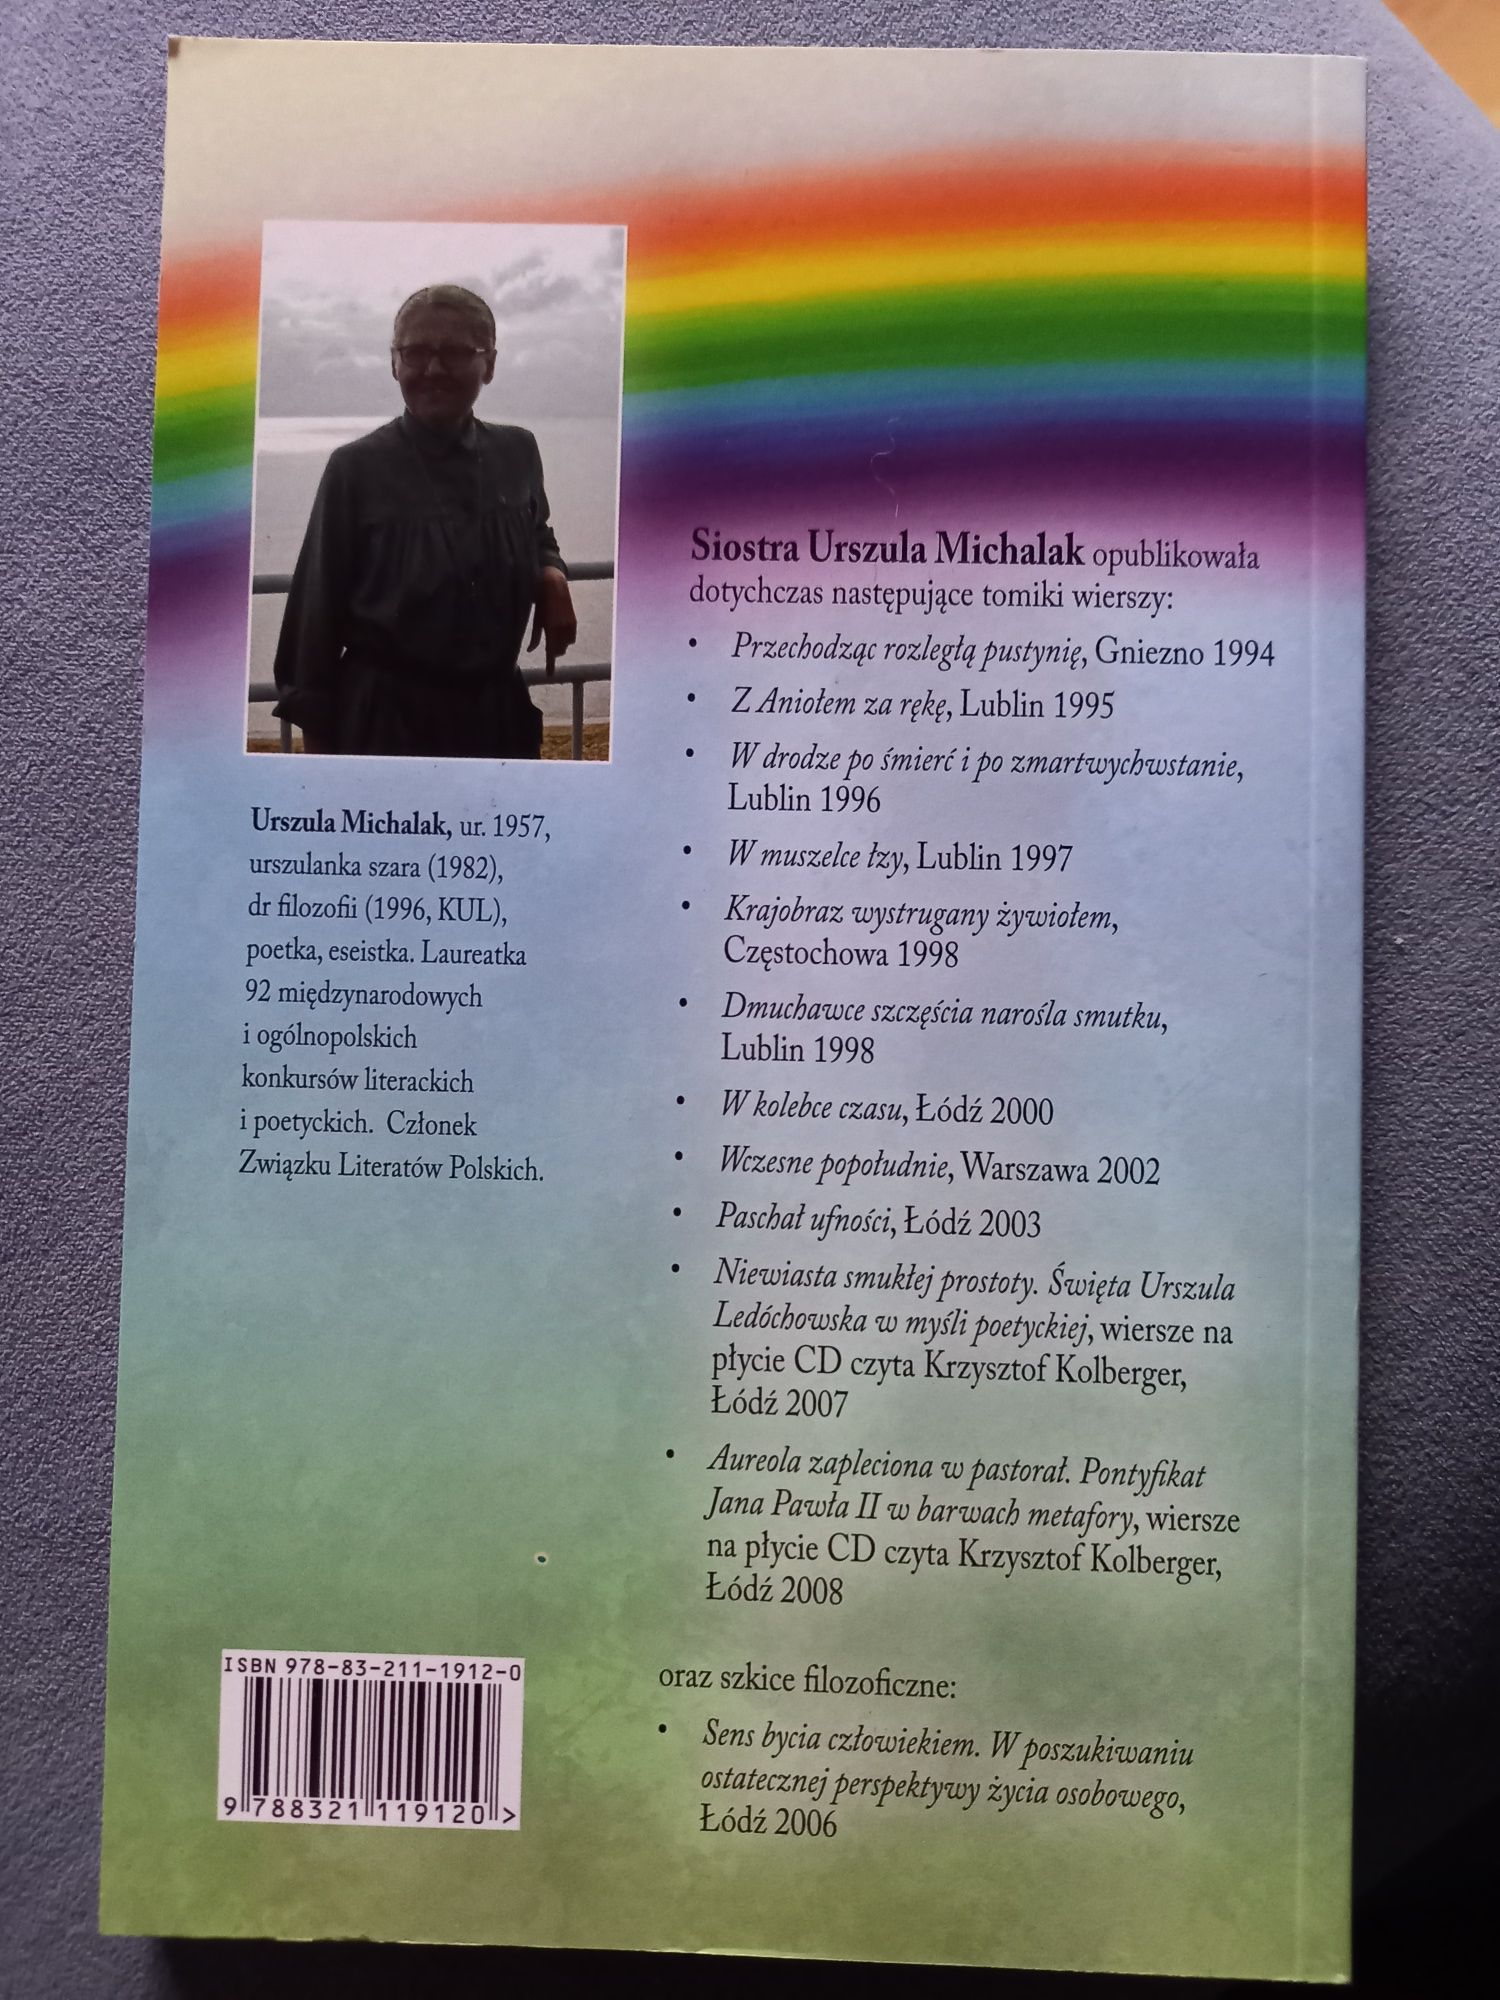 Siostra Urszula Michalak opublikowała
dotychczas następujące tomiki wierszy:
• Przechodząc rozległą pustynię, Gniezno 1994
• Z Aniołem za rękę, Lublin 1995
• W drodze po śmierć i po zmartwychwstanie,
Lublin 1996
• W muszelce łzy, Lublin 1997
• Krajobraz wystrugany żywiołem,
Częstochowa 1998
• Dmuchawce szczęścia narośla smutku,
Lublin 1998
• W kolebce czasu, Łódź 2000
• Wczesne popołudnie, Warszawa 2002
• Paschał ufności, Łódź 2003
• Niewiasta smukłej prostoty. Święta Urszula
Ledóchowska w myśli poetyckiej, wiersze na
płycie CD czyta Krzysztof Kolberger,
Łódź 2007
• Aureola zapleciona w pastorał. Pontyfikat
Jana Pawła II w barwach metafory, wiersze
na płycie CD czyta Krzysztof Kolberger,
Łódź 2008
oraz szkice filozoficzne:
• Sens bycia człowiekiem. W poszukiwaniu
ostatecznej perspektywy życia osobowego,
Łódź 2006
Urszula Michalak, ur. 1957,
urszulanka szara (1982),
dr filozofii (1996, KUL),
poetka, eseistka. Laureatka
92 międzynarodowych
i ogólnopolskich
konkursów literackich
i poetyckich. Członek
Związku Literatów Polskich.
ISBN 978-83-211-1912-0
9 788321 119120 >